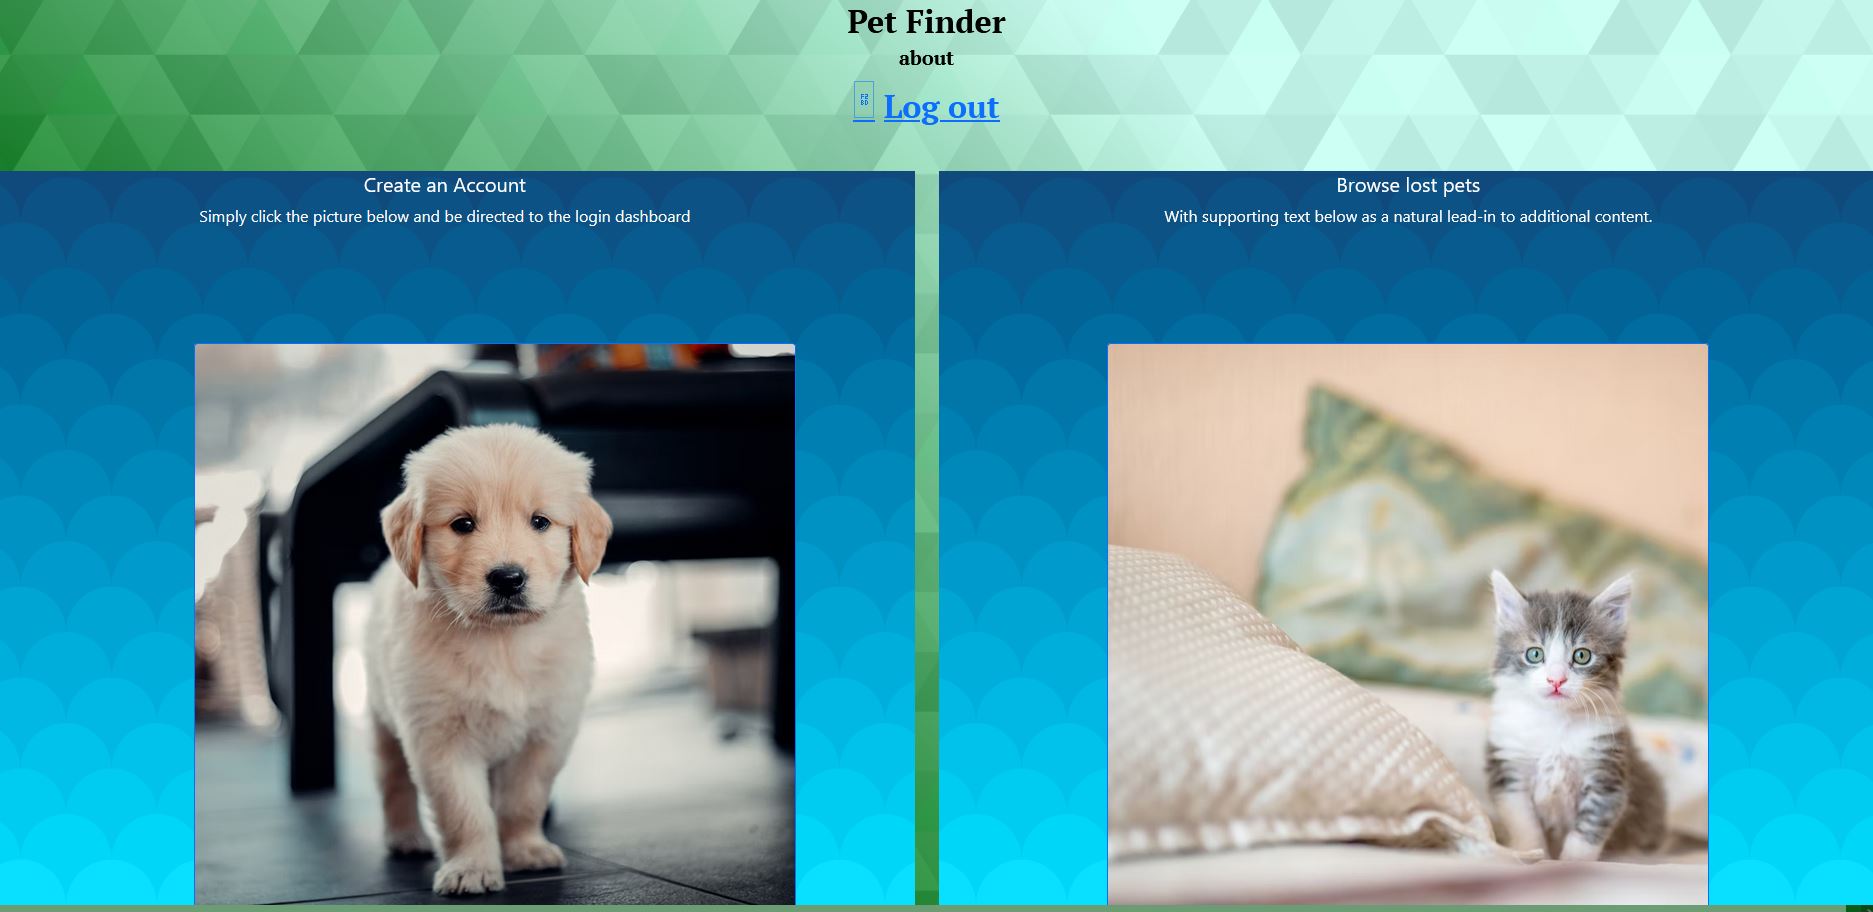 Pet Finder
about
Log out
Create an Account
Simply click the picture below and be directed to the login dashboard
Browse lost pets
With supporting text below as a natural lead-in to additional content.